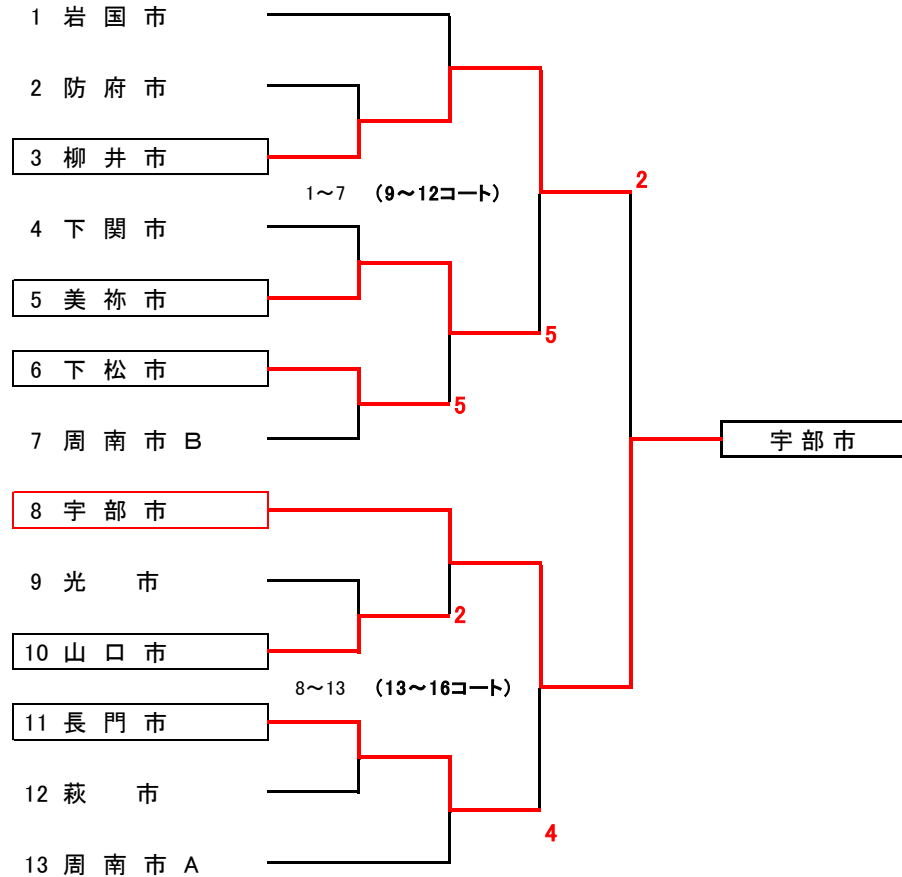 1 岩国市
2 防府市
3 柳井市
1～7 （9～12コート）
2
4 下関市
5 美祢市
5
6 下松市
5
7 周南市B
宇部市
8 宇部市
9 光市
2
10 山口市
8～13 （13～16コート）
11 長門市
12 萩市
4
13 周南市A